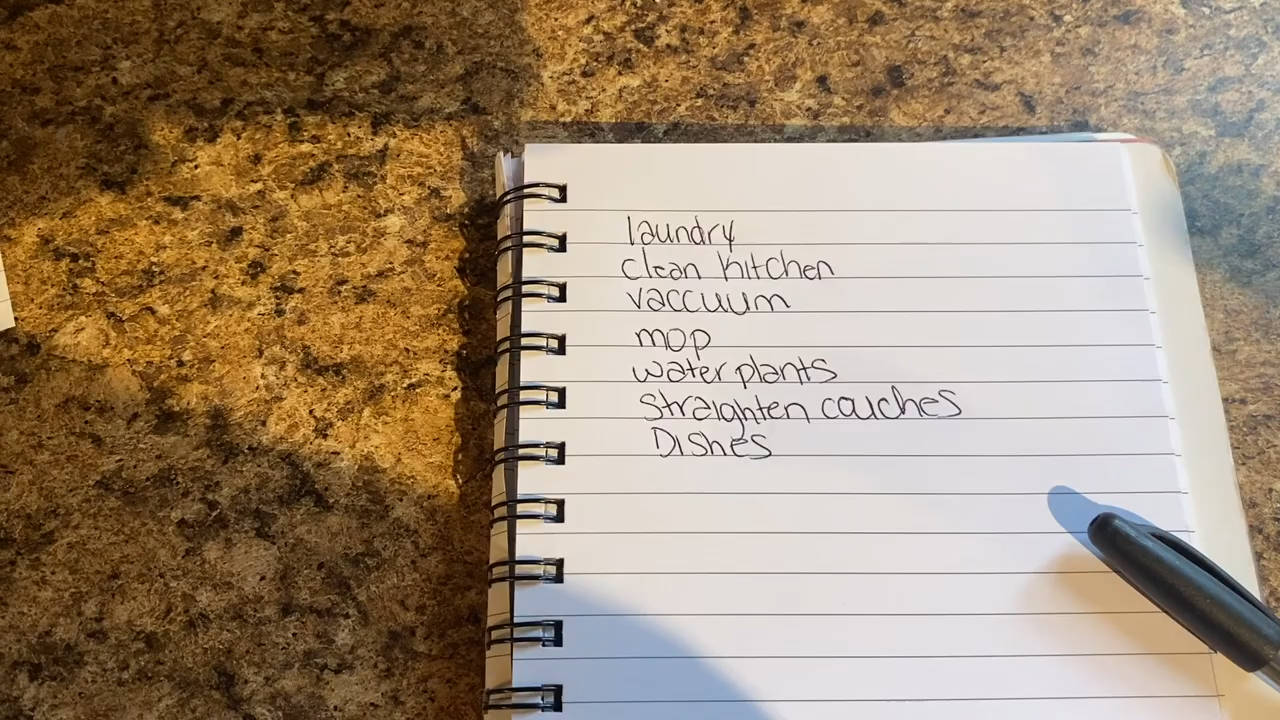 laundry
clean kitchen
vaccuum
mop
water plants
straighten couches
Dishes